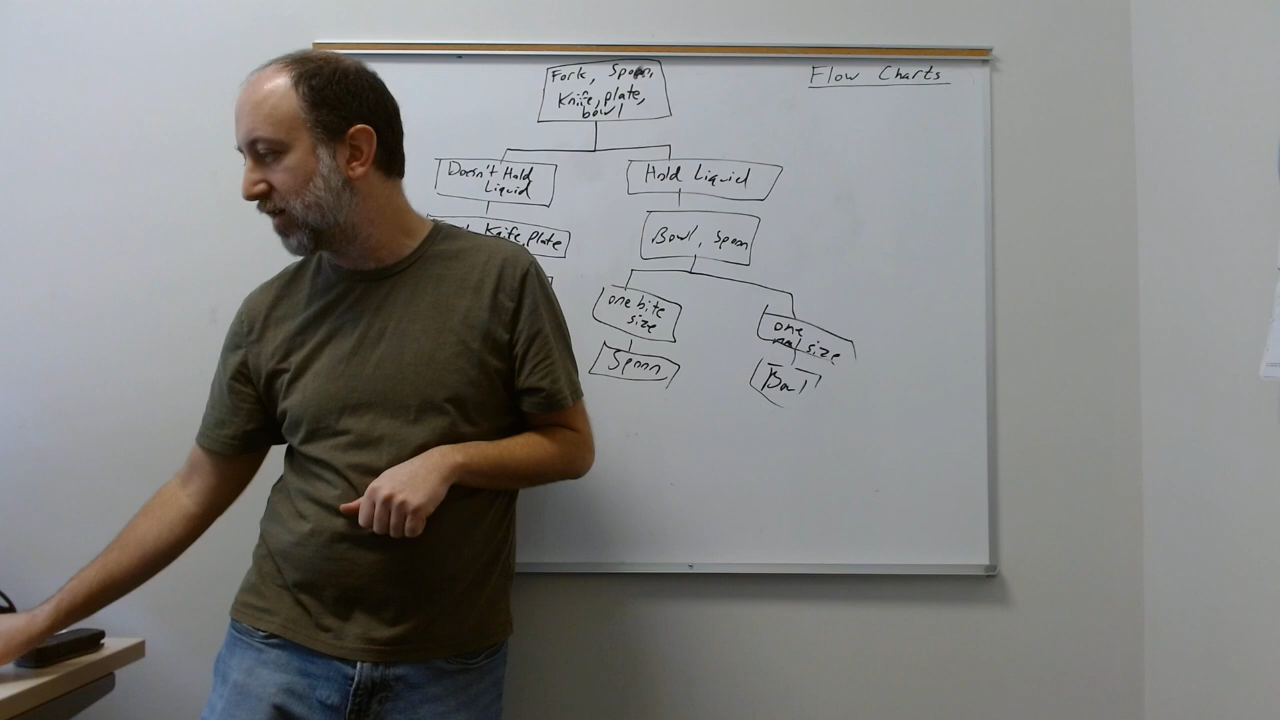 Flow Charts
Fork, Spoon,
Knife, plate,
bowl
Doesn't Hold
Liquid
Hold Liquid
Knife, plate
Bowl, Spoon
one bite
size
one
size
Spoon
Bowl